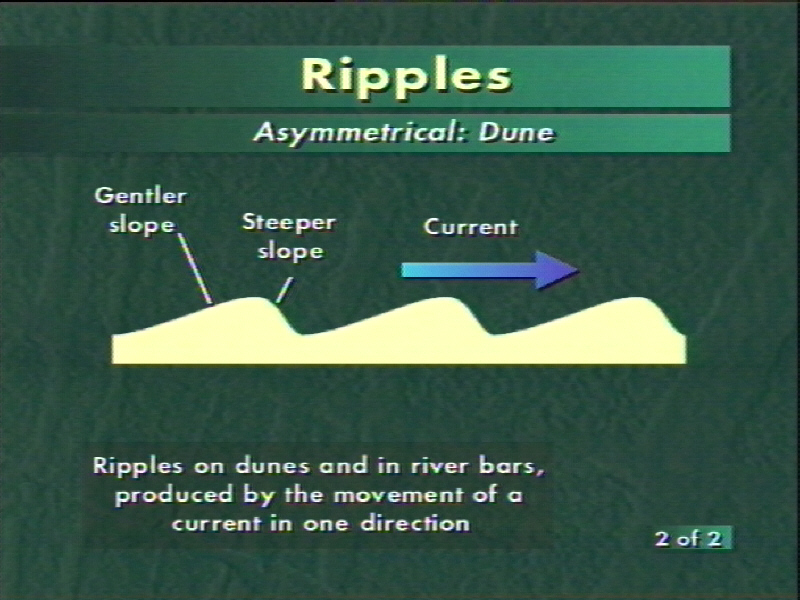 Ripples
Asymmetrical: Dune
Gentler
slope
Steeper
slope
Current
Ripples on dunes and in river bars,
produced by the movement of a
current in one direction
2 of 2